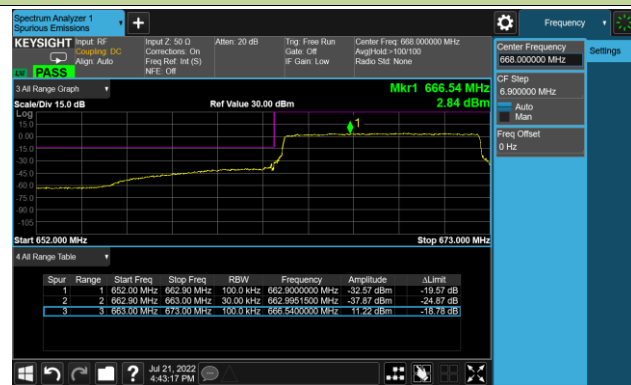 Spectrum Analyzer 1
Spurious Emissions
Frequency
KEYSIGHT Input: RF
Coupling: DC
Align: Auto
Input Z: 50 Ω
Corrections: On
Freq Ref: Int (S)
NFE: Off
Atten: 20 dB
Trig: Free Run
Gate: Off
IF Gain: Low
Center Freq: 668.000000 MHz
Avg|Hold:>100/100
Radio Std: None
PASS
Center Frequency
668.000000 MHz
Settings
CF Step
6.900000 MHz
Auto
Man
Freq Offset
0 Hz
3 All Range Graph
Mkr1 666.54 MHz
Scale/Div 15.0 dB
Ref Value 30.00 dBm
2.84 dBm
Log
15.0
0.00
-15.0
-30.0
-45.0
-60.0
-75.0
-90.0
-105
1
Start 652.000 MHz
Stop 673.000 MHz
4 All Range Table
Spur Range Start Freq Stop Freq RBW Frequency Amplitude ΔLimit
1 1 652.00 MHz 662.90 MHz 100.0 kHz 662.9000000 MHz -32.57 dBm -19.57 dB
2 2 662.90 MHz 663.00 MHz 30.00 kHz 662.9951500 MHz -37.87 dBm -24.87 dB
3 3 663.00 MHz 673.00 MHz 100.0 kHz 666.5400000 MHz 11.22 dBm -18.78 dB
?
Jul 21, 2022
4:43:17 PM